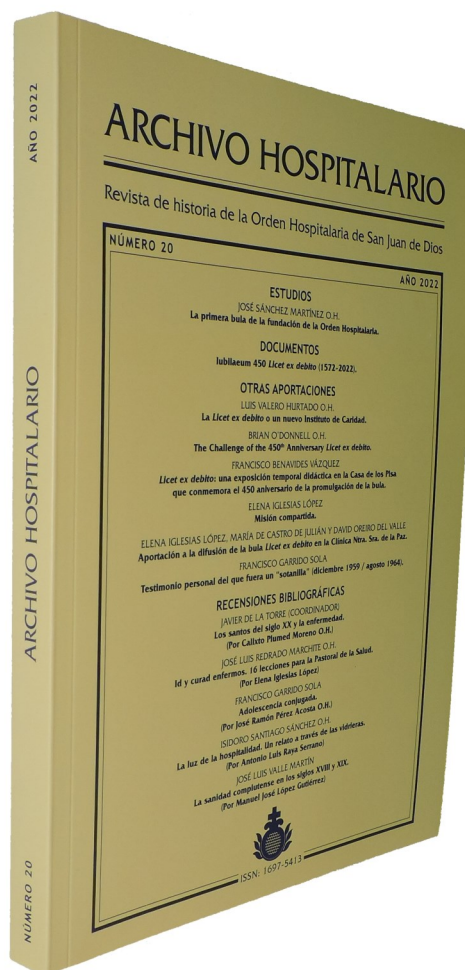 AÑO 2022
ARCHIVO HOSPITALARIO
NÚMERO 20
ARCHIVO HOSPITALARIO
Revista de historia de la Orden Hospitalaria de San Juan de Dios
NÚMERO 20
AÑO 2022
ESTUDIOS
JOSÉ SÁNCHEZ MARTÍNEZ O.H.
La primera bula de la fundación de la Orden Hospitalaria.
DOCUMENTOS
Iubilaeum 450 Licet ex debito (1572-2022).
OTRAS APORTACIONES
LUIS VALERO HURTADO O.H.
La Licet ex debito o un nuevo Instituto de Caridad.
BRIAN O'DONNELL O.H.
The Challenge of the 450th Anniversary Licet ex debito.
FRANCISCO BENAVIDES VÁZQUEZ
Licet ex debito: una exposición temporal didáctica en la Casa de los Pisa
que conmemora el 450 aniversario de la promulgación de la bula.
ELENA IGLESIAS LÓPEZ
Misión compartida.
ELENA IGLESIAS LÓPEZ, MARÍA DE CASTRO DE JULIÁN Y DAVID OREIRO DEL VALLE
Aportación a la difusión de la bula Licet ex debito en la Clínica Ntra. Sra. de la Paz.
FRANCISCO GARRIDO SOLA
Testimonio personal del que fuera un "sotanilla" (diciembre 1959 / agosto 1964).
RECENSIONES BIBLIOGRÁFICAS
JAVIER DE LA TORRE (COORDINADOR)
Los santos del siglo XX y la enfermedad.
(Por Calixto Plumed Moreno O.H.)
JOSÉ LUIS REDRADO MARCHITE O.H.
Id y curad enfermos. 16 lecciones para la Pastoral de la Salud.
(Por Elena Iglesias López)
FRANCISCO GARRIDO SOLA
Adolescencia conjugada.
(Por José Ramón Pérez Acosta O.H.)
ISIDORO SANTIAGO SÁNCHEZ O.H.
La luz de la hospitalidad. Un relato a través de las vidrieras.
(Por Antonio Luis Raya Serrano)
JOSÉ LUIS VALLE MARTÍN
La sanidad complutense en los siglos XVIII y XIX.
(Por Manuel José López Gutiérrez)
ISSN: 1697-5413